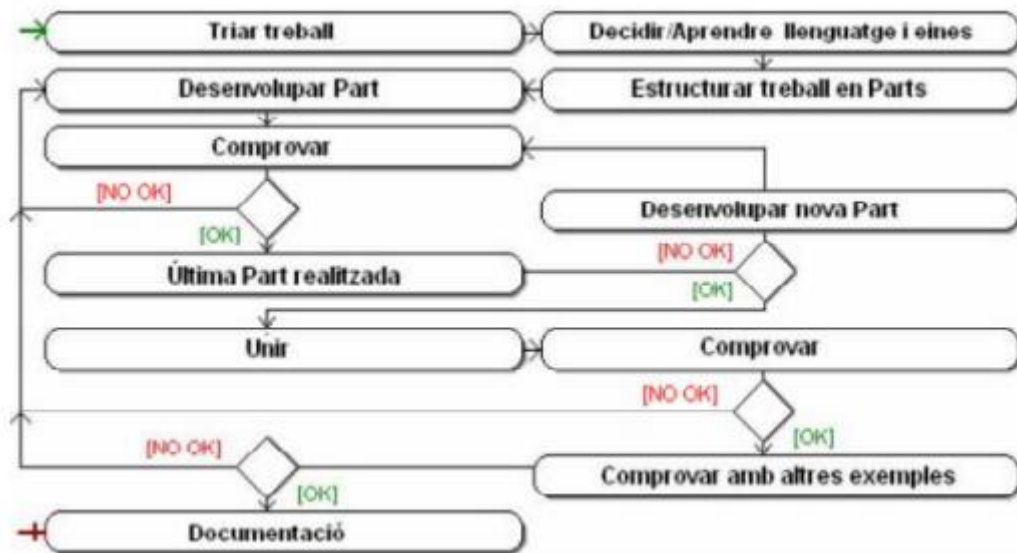 Triar treball
Decidir/Aprendre llenguatge i eines
Desenvolupar Part
Estructurar treball en Parts
Comprovar
[NO OK]
Desenvolupar nova Part
[OK]
[NO OK]
Última Part realitzada
[OK]
Unir
Comprovar
[NO OK]
[OK]
[NO OK]
Comprovar amb altres exemples
[OK]
Documentació